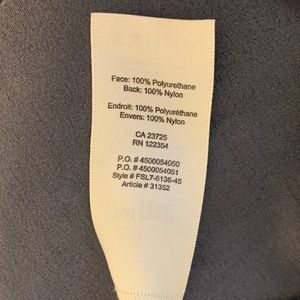 Face: 100% Polyurethane
Back: 100% Nylon
Endroit: 100% Polyuréthane
Envers: 100% Nylon
CA 23725
RN 122354
P.O. # 4500054050
P.O. # 4500054051
Style # FSL7-6136-45
Article # 31352